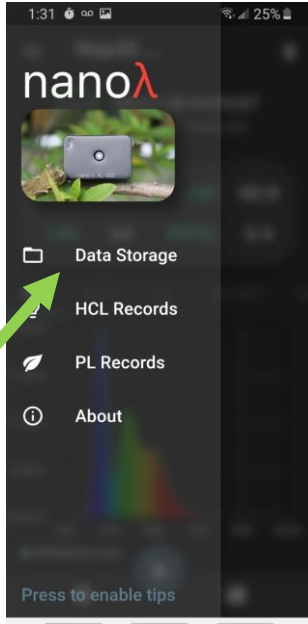 1:31 25%
nanoλ
Data Storage
HCL Records
PL Records
About
Press to enable tips